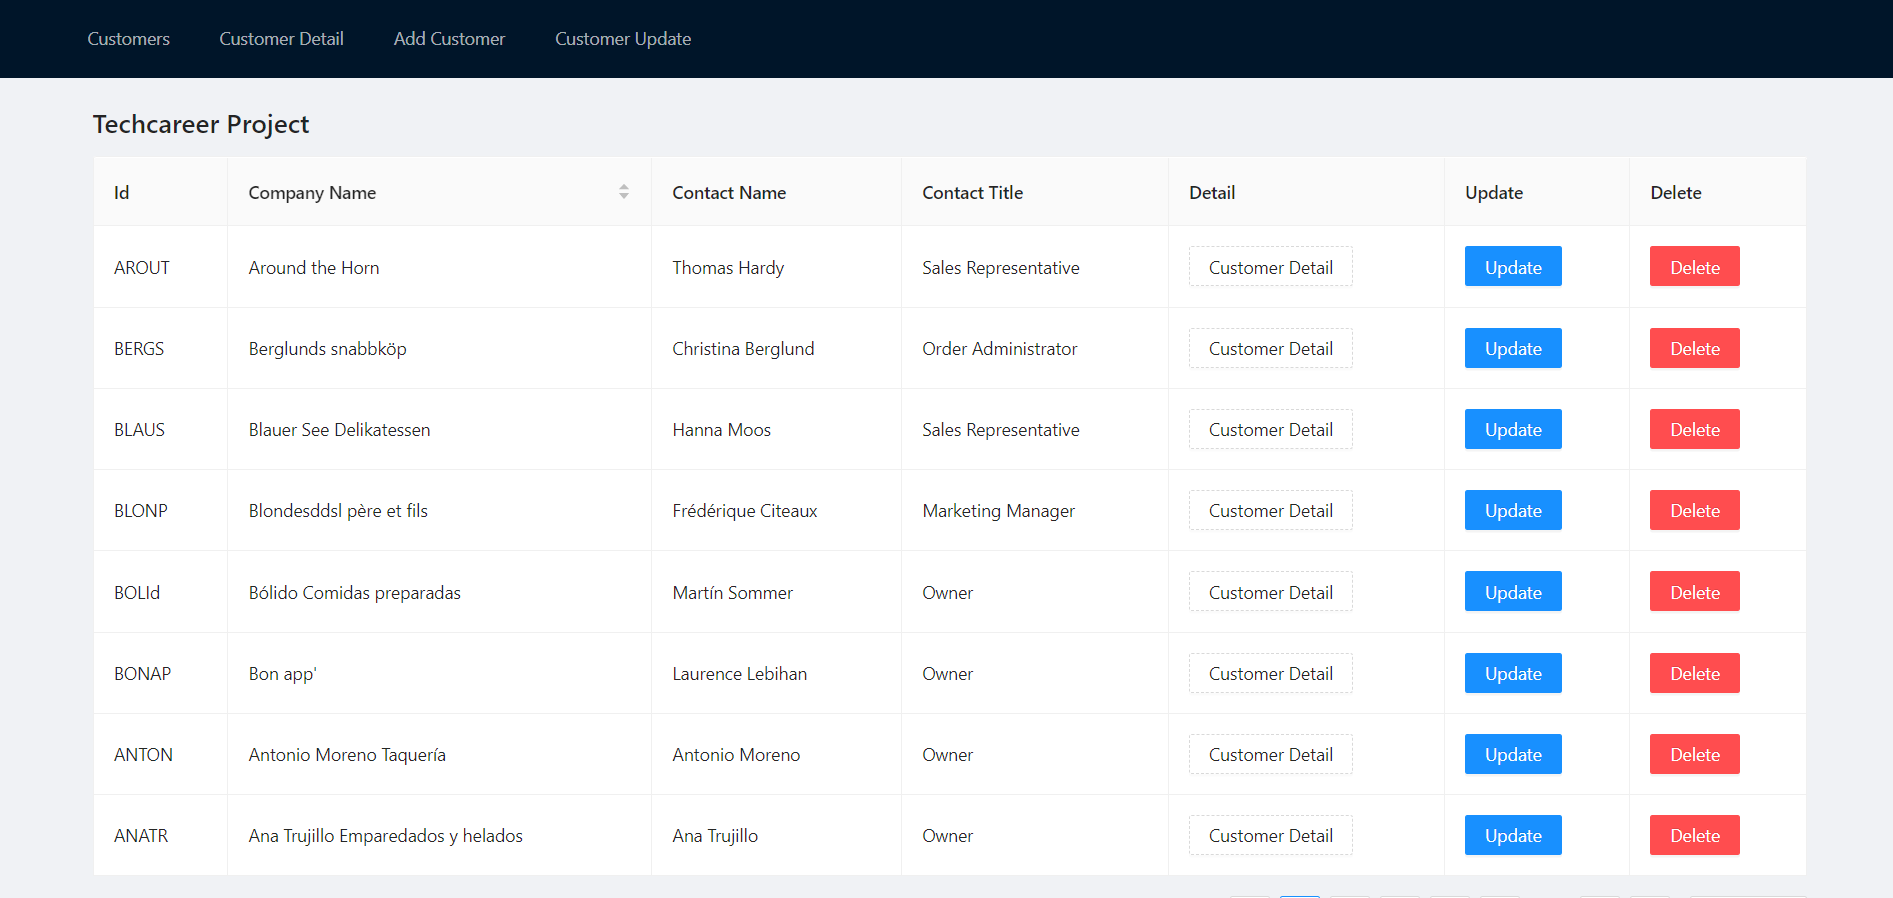 Customers Customer Detail Add Customer Customer Update
Techcareer Project
Id Company Name Contact Name Contact Title Detail Update Delete
AROUT Around the Horn Thomas Hardy Sales Representative Customer Detail Update Delete
BERGS Berglunds snabbköp Christina Berglund Order Administrator Customer Detail Update Delete
BLAUS Blauer See Delikatessen Hanna Moos Sales Representative Customer Detail Update Delete
BLONP Blondesddsl père et fils Frédérique Citeaux Marketing Manager Customer Detail Update Delete
BOLId Bólido Comidas preparadas Martín Sommer Owner Customer Detail Update Delete
BONAP Bon app' Laurence Lebihan Owner Customer Detail Update Delete
ANTON Antonio Moreno Taquería Antonio Moreno Owner Customer Detail Update Delete
ANATR Ana Trujillo Emparedados y helados Ana Trujillo Owner Customer Detail Update Delete